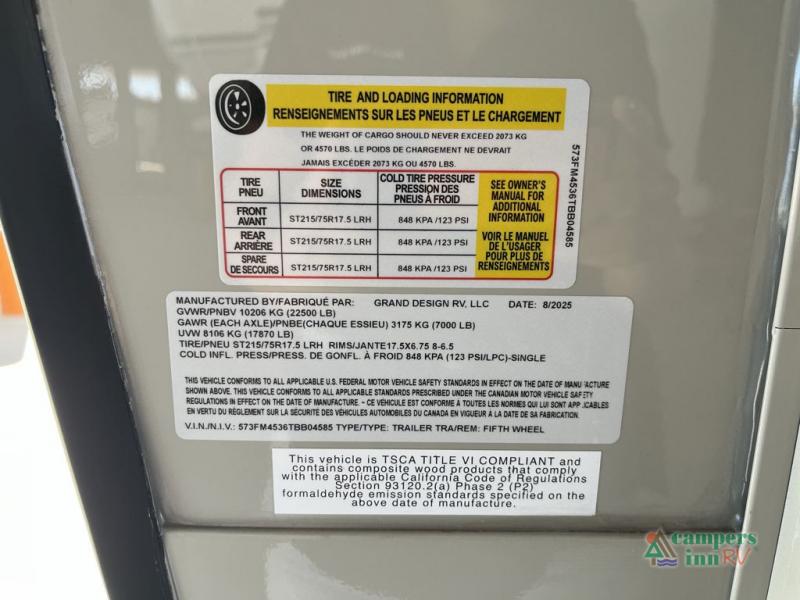 TIRE AND LOADING INFORMATION
RENSEIGNEMENTS SUR LES PNEUS ET LE CHARGEMENT
THE WEIGHT OF CARGO SHOULD NEVER EXCEED 2073 KG
OR 4570 LBS. LE POIDS DE CHARGEMENT NE DEVRAIT
JAMAIS EXCÉDER 2073 KG OU 4570 LBS.
TIRE
PNEU
SIZE
DIMENSIONS
COLD TIRE PRESSURE
PRESSION DES
PNEUS À FROID
FRONT
AVANT
ST215/75R17.5 LRH
848 KPA /123 PSI
REAR
ARRIÈRE
ST215/75R17.5 LRH
848 KPA /123 PSI
SPARE
DE SECOURS
ST215/75R17.5 LRH
848 KPA /123 PSI
SEE OWNER'S
MANUAL FOR
ADDITIONAL
INFORMATION
VOIR LE MANUEL
DE L'USAGER
POUR PLUS DE
RENSEIGNEMENTS
573FM4536TBB04585
MANUFACTURED BY/FABRIQUÉ PAR: GRAND DESIGN RV, LLC DATE: 8/2025
GVWR/PNBV 10206 KG (22500 LB)
GAWR (EACH AXLE)/PNBE(CHAQUE ESSIEU) 3175 KG (7000 LB)
UVW 8106 KG (17870 LB)
TIRE/PNEU ST215/75R17.5 LRH RIMS/JANTE17.5X6.75 8-6.5
COLD INFL. PRESS/PRESS. DE GONFL. À FROID 848 KPA (123 PSI/LPC)-SINGLE
THIS VEHICLE CONFORMS TO ALL APPLICABLE U.S. FEDERAL MOTOR VEHICLE SAFETY STANDARDS IN EFFECT ON THE DATE OF MANUFACTURE
SHOWN ABOVE. THIS VEHICLE CONFORMS TO ALL APPLICABLE STANDARDS PRESCRIBED UNDER THE CANADIAN MOTOR VEHICLE SAFETY
REGULATIONS IN EFFECT ON THE DATE OF MANUFACTURE. - CE VÉHICULE EST CONFORME À TOUTES LES NORMES QUI LUI SONT APPLICABLES
EN VERTU DU RÈGLEMENT SUR LA SÉCURITÉ DES VÉHICULES AUTOMOBILES DU CANADA EN VIGUEUR À LA DATE DE SA FABRICATION.
V.I.N./N.I.V.: 573FM4536TBB04585 TYPE/TYPE: TRAILER TRA/REM: FIFTH WHEEL
This vehicle is TSCA TITLE VI COMPLIANT and
contains composite wood products that comply
with the applicable California Code of Regulations
Section 93120.2(a) Phase 2 (P2)
formaldehyde emission standards specified on the
above date of manufacture.
campers
inn RV